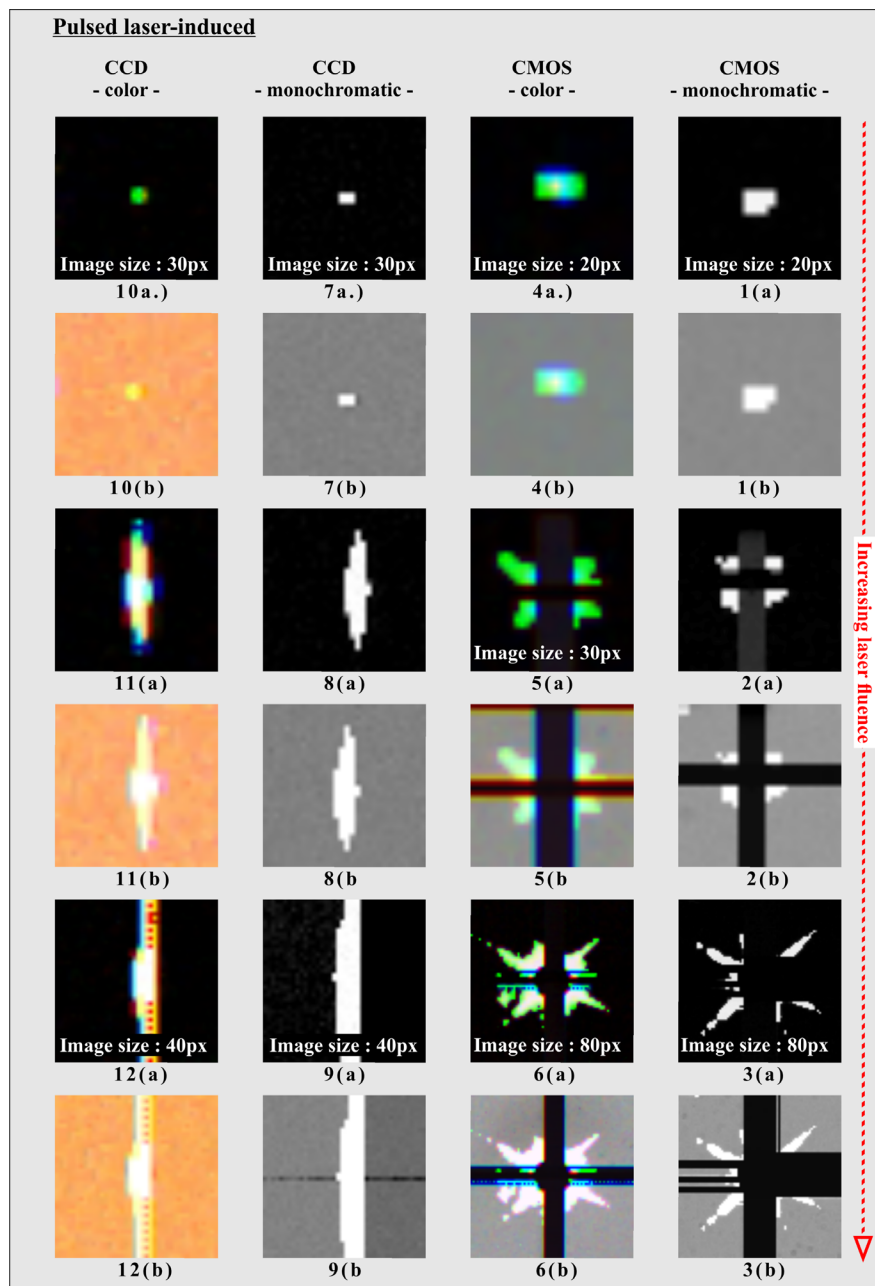 Pulsed laser-induced
CCD CCD CMOS CMOS
- color - - monochromatic - - color - - monochromatic -
Image size : 30px Image size : 30px Image size : 20px Image size : 20px
10a.) 7a.) 4a.) 1(a)
10(b) 7(b) 4(b) 1(b)
Image size : 30px
11(a) 8(a) 5(a) 2(a)
Increasing laser fluence
11(b) 8(b 5(b 2(b)
Image size : 40px Image size : 40px Image size : 80px Image size : 80px
12(a) 9(a) 6(a) 3(a)
12(b) 9(b 6(b) 3(b)